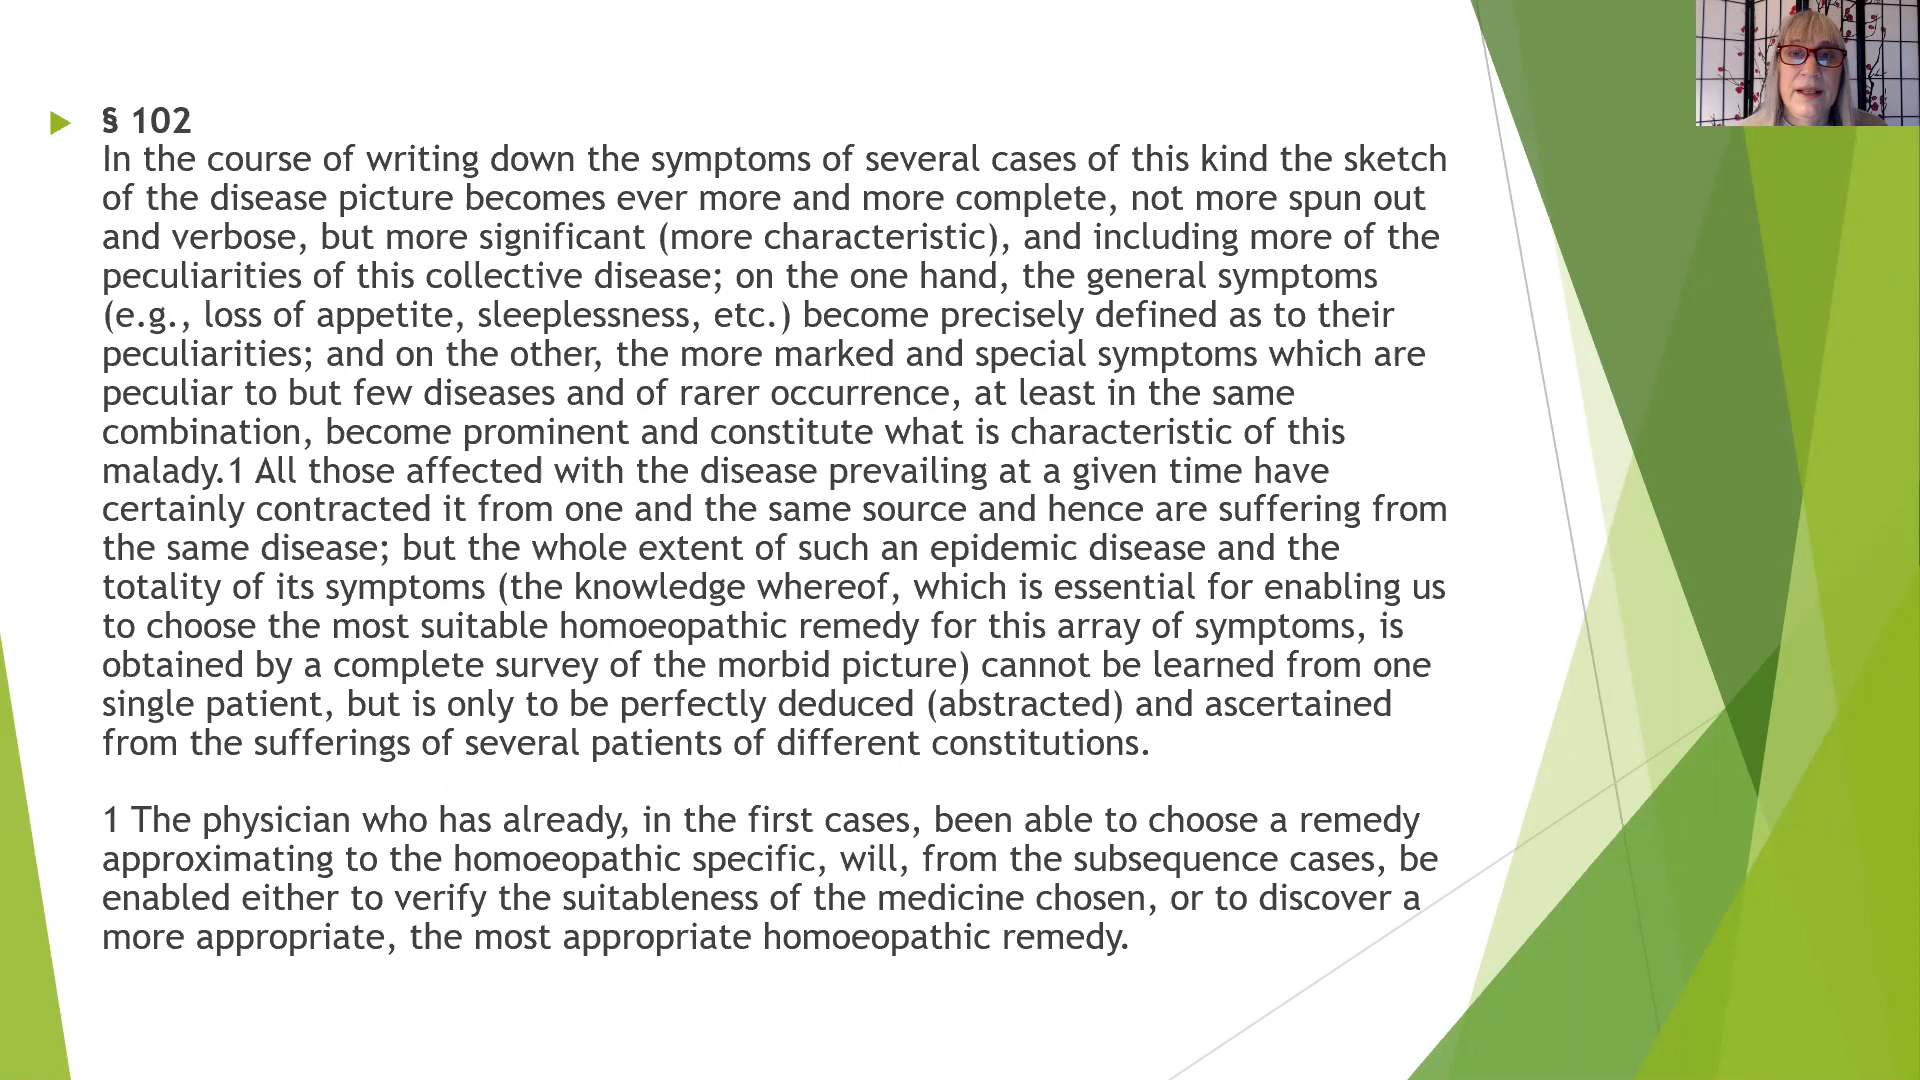 § 102
In the course of writing down the symptoms of several cases of this kind the sketch
of the disease picture becomes ever more and more complete, not more spun out
and verbose, but more significant (more characteristic), and including more of the
peculiarities of this collective disease; on the one hand, the general symptoms
(e.g., loss of appetite, sleeplessness, etc.) become precisely defined as to their
peculiarities; and on the other, the more marked and special symptoms which are
peculiar to but few diseases and of rarer occurrence, at least in the same
combination, become prominent and constitute what is characteristic of this
malady.1 All those affected with the disease prevailing at a given time have
certainly contracted it from one and the same source and hence are suffering from
the same disease; but the whole extent of such an epidemic disease and the
totality of its symptoms (the knowledge whereof, which is essential for enabling us
to choose the most suitable homoeopathic remedy for this array of symptoms, is
obtained by a complete survey of the morbid picture) cannot be learned from one
single patient, but is only to be perfectly deduced (abstracted) and ascertained
from the sufferings of several patients of different constitutions.
1 The physician who has already, in the first cases, been able to choose a remedy
approximating to the homoeopathic specific, will, from the subsequence cases, be
enabled either to verify the suitableness of the medicine chosen, or to discover a
more appropriate, the most appropriate homoeopathic remedy.